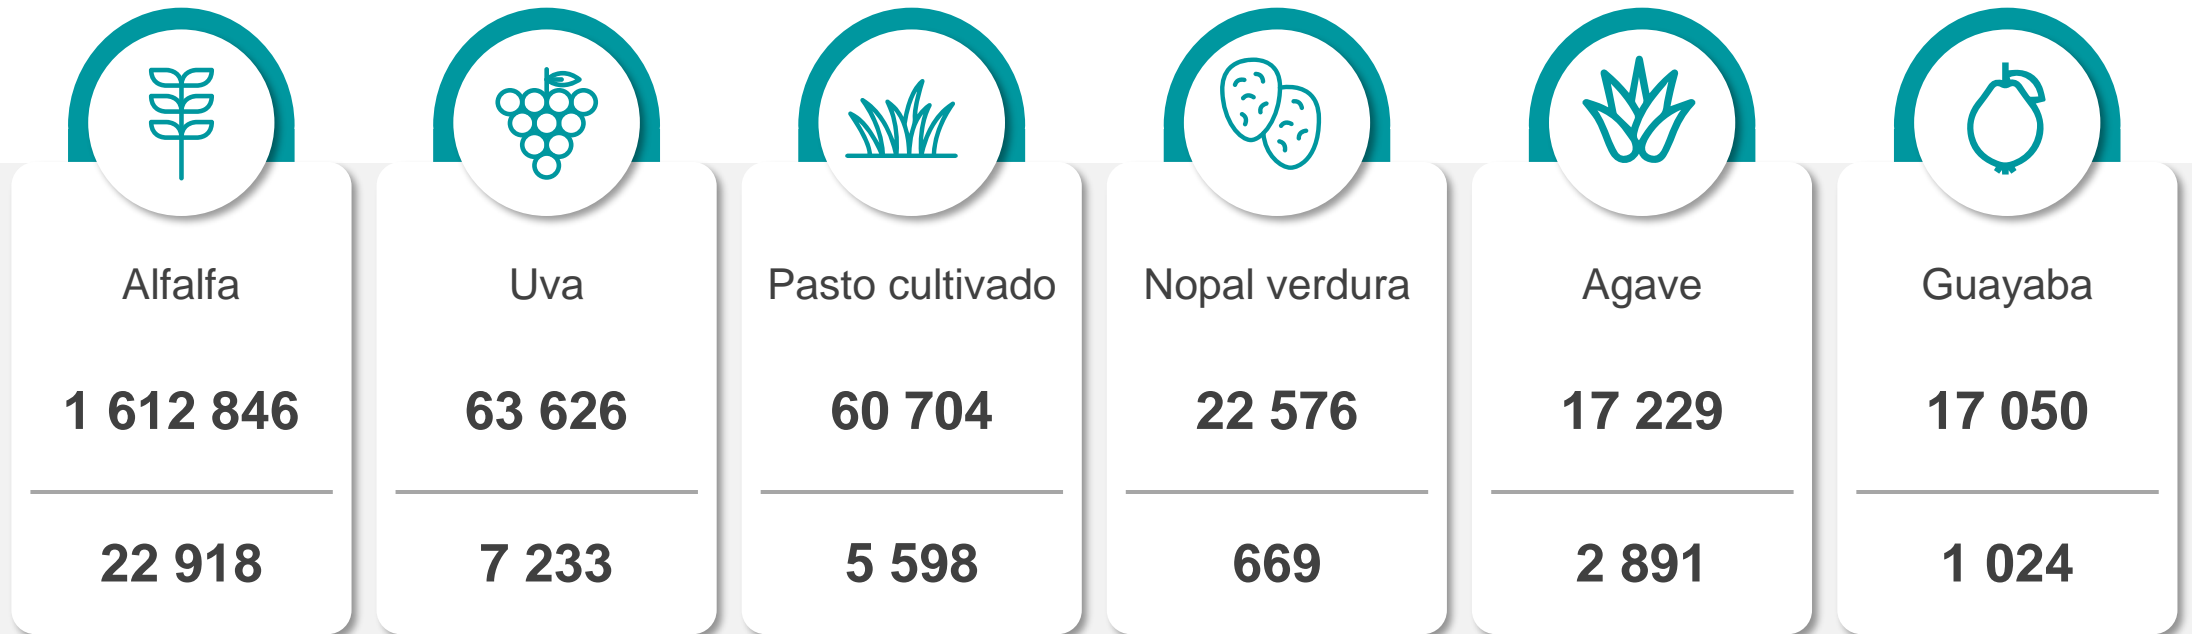 Alfalfa
1 612 846
22 918
Uva
63 626
7 233
Pasto cultivado
60 704
5 598
Nopal verdura
22 576
669
Agave
17 229
2 891
Guayaba
17 050
1 024